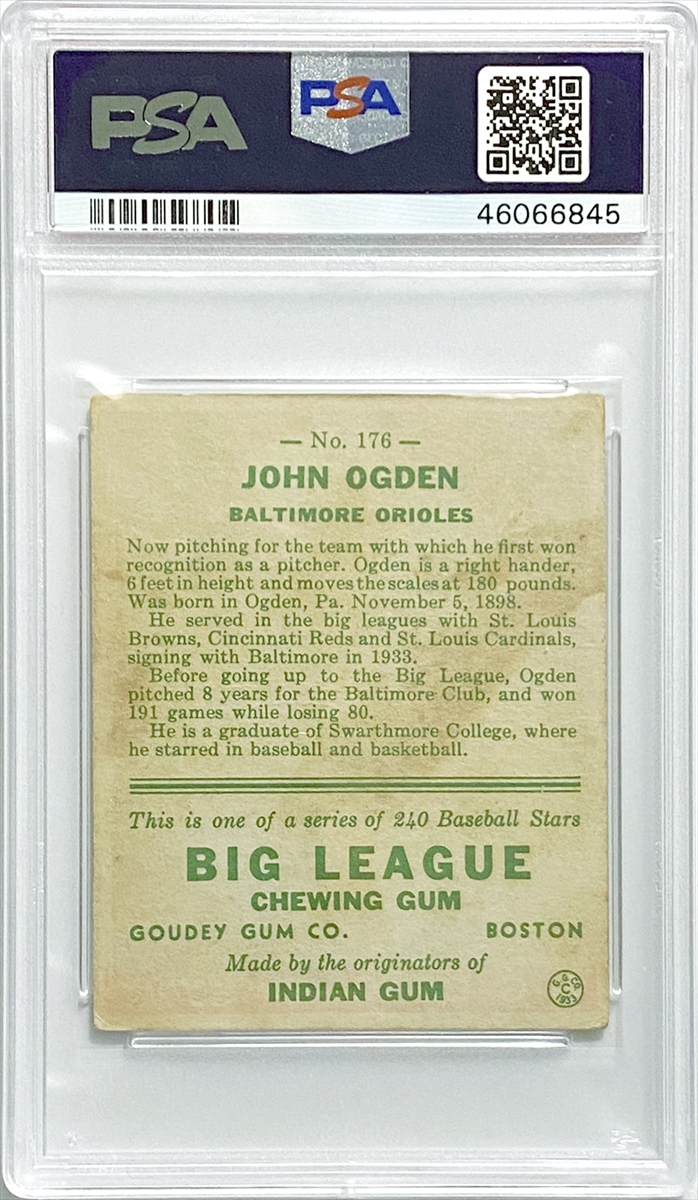 PSA
PSA
46066845
— No. 176 —
JOHN OGDEN
BALTIMORE ORIOLES
Now pitching for the team with which he first won
recognition as a pitcher. Ogden is a right hander,
6 feet in height and moves the scales at 180 pounds.
Was born in Ogden, Pa. November 5, 1898.
He served in the big leagues with St. Louis
Browns, Cincinnati Reds and St. Louis Cardinals,
signing with Baltimore in 1933.
Before going up to the Big League, Ogden
pitched 8 years for the Baltimore Club, and won
191 games while losing 80.
He is a graduate of Swarthmore College, where
he starred in baseball and basketball.
This is one of a series of 240 Baseball Stars
BIG LEAGUE
CHEWING GUM
GOUDEY GUM CO. BOSTON
Made by the originators of
INDIAN GUM
G. G. CO.
C
1933